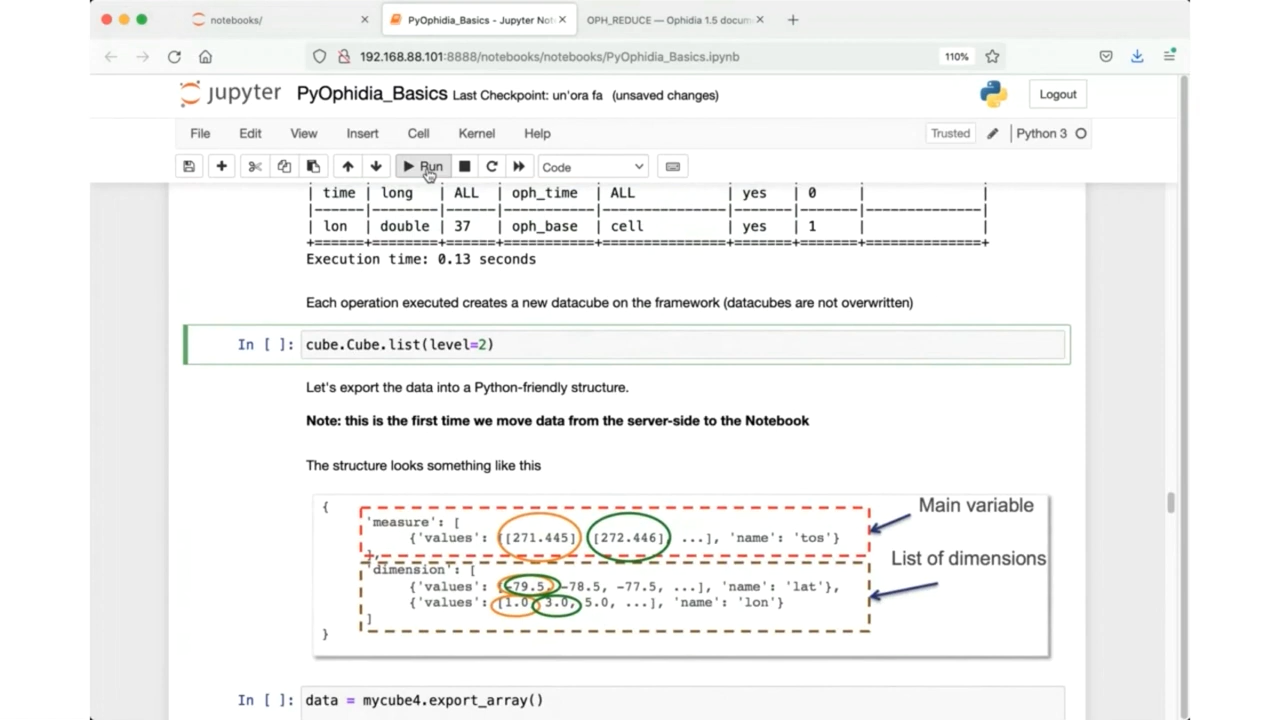 notebooks/
PyOphidia_Basics - Jupyter Not
OPH_REDUCE — Ophidia 1.5 docum
192.168.88.101:8888/notebooks/notebooks/PyOphidia_Basics.ipynb
110%
jupyter PyOphidia_Basics Last Checkpoint: un'ora fa (unsaved changes)
Logout
File Edit View Insert Cell Kernel Help
Trusted
Python 3
Run
Code
| time | long | ALL | oph_time | ALL | yes | 0 | |
|------|--------|------|-----------|---------------|------|-------|--------------|
| lon | double | 37 | oph_base | cell | yes | 1 | |
+======+========+======+===========+===============+======+=======+==============+
Execution time: 0.13 seconds
Each operation executed creates a new datacube on the framework (datacubes are not overwritten)
In [ ]: cube.Cube.list(level=2)
Let's export the data into a Python-friendly structure.
Note: this is the first time we move data from the server-side to the Notebook
The structure looks something like this
{
'measure': [
{'values': [[271.445], [272.446], ...], 'name': 'tos'}
],
'dimension': [
{'values': [-79.5, -78.5, -77.5, ...], 'name': 'lat'},
{'values': [1.0, 3.0, 5.0, ...], 'name': 'lon'}
]
}
Main variable
List of dimensions
In [ ]: data = mycube4.export_array()